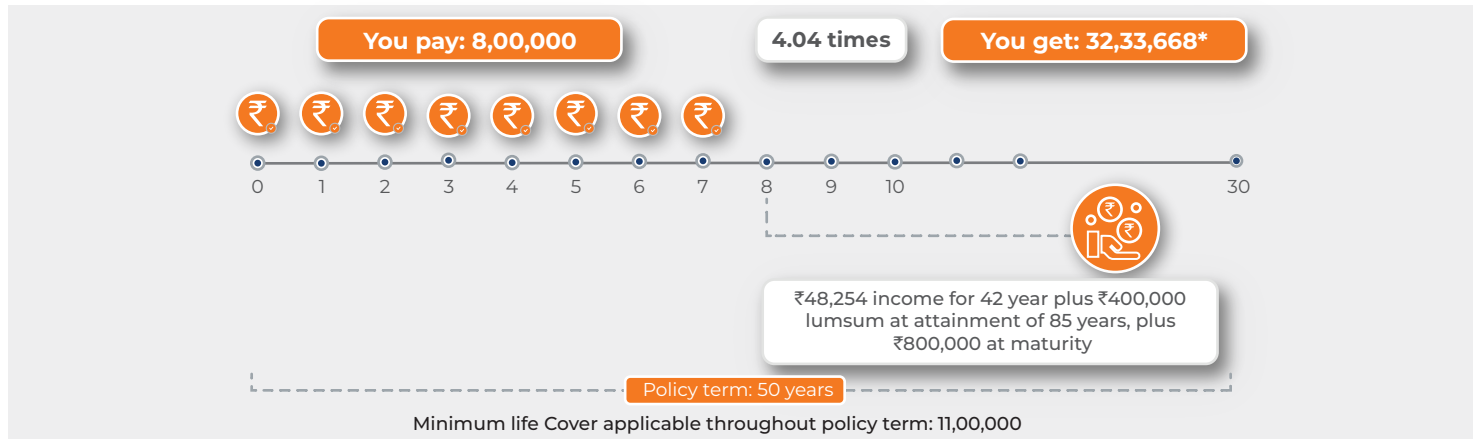 You pay: 8,00,000
4.04 times
You get: 32,33,668*
₹ ₹ ₹ ₹ ₹ ₹ ₹ ₹
0 1 2 3 4 5 6 7 8 9 10 30
₹ ₹
₹48,254 income for 42 year plus ₹400,000
lumsum at attainment of 85 years, plus
₹800,000 at maturity
Policy term: 50 years
Minimum life Cover applicable throughout policy term: 11,00,000